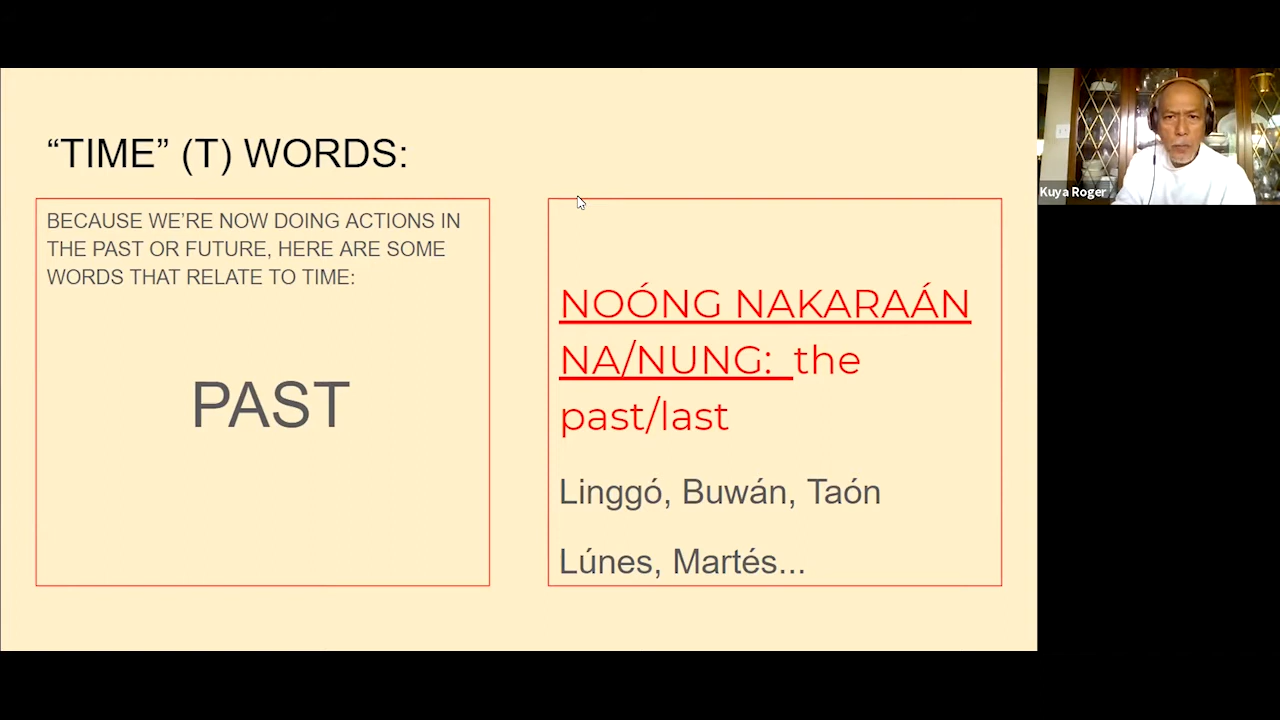 “TIME” (T) WORDS:
BECAUSE WE’RE NOW DOING ACTIONS IN
THE PAST OR FUTURE, HERE ARE SOME
WORDS THAT RELATE TO TIME:
PAST
NOÓNG NAKARAÁN
NA/NUNG: the
past/last
Linggó, Buwán, Taón
Lúnes, Martés...
Kuya Roger